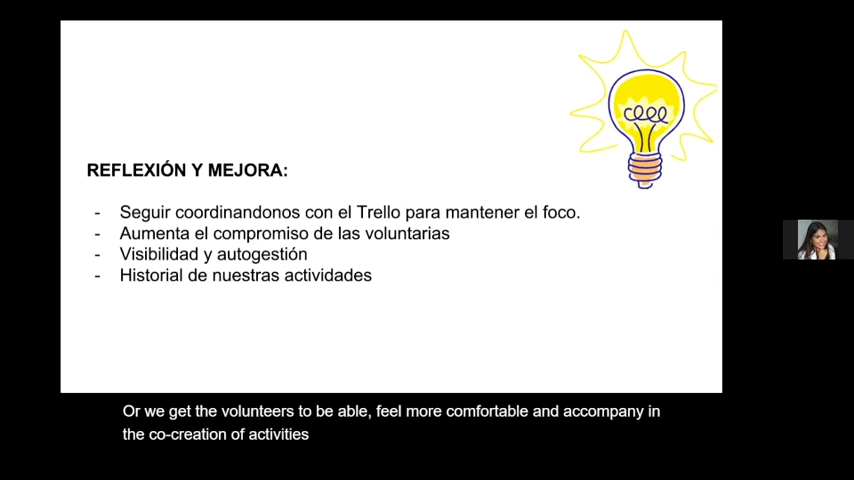 REFLEXIÓN Y MEJORA:
- Seguir coordinandonos con el Trello para mantener el foco.
- Aumenta el compromiso de las voluntarias
- Visibilidad y autogestión
- Historial de nuestras actividades
Or we get the volunteers to be able, feel more comfortable and accompany in
the co-creation of activities